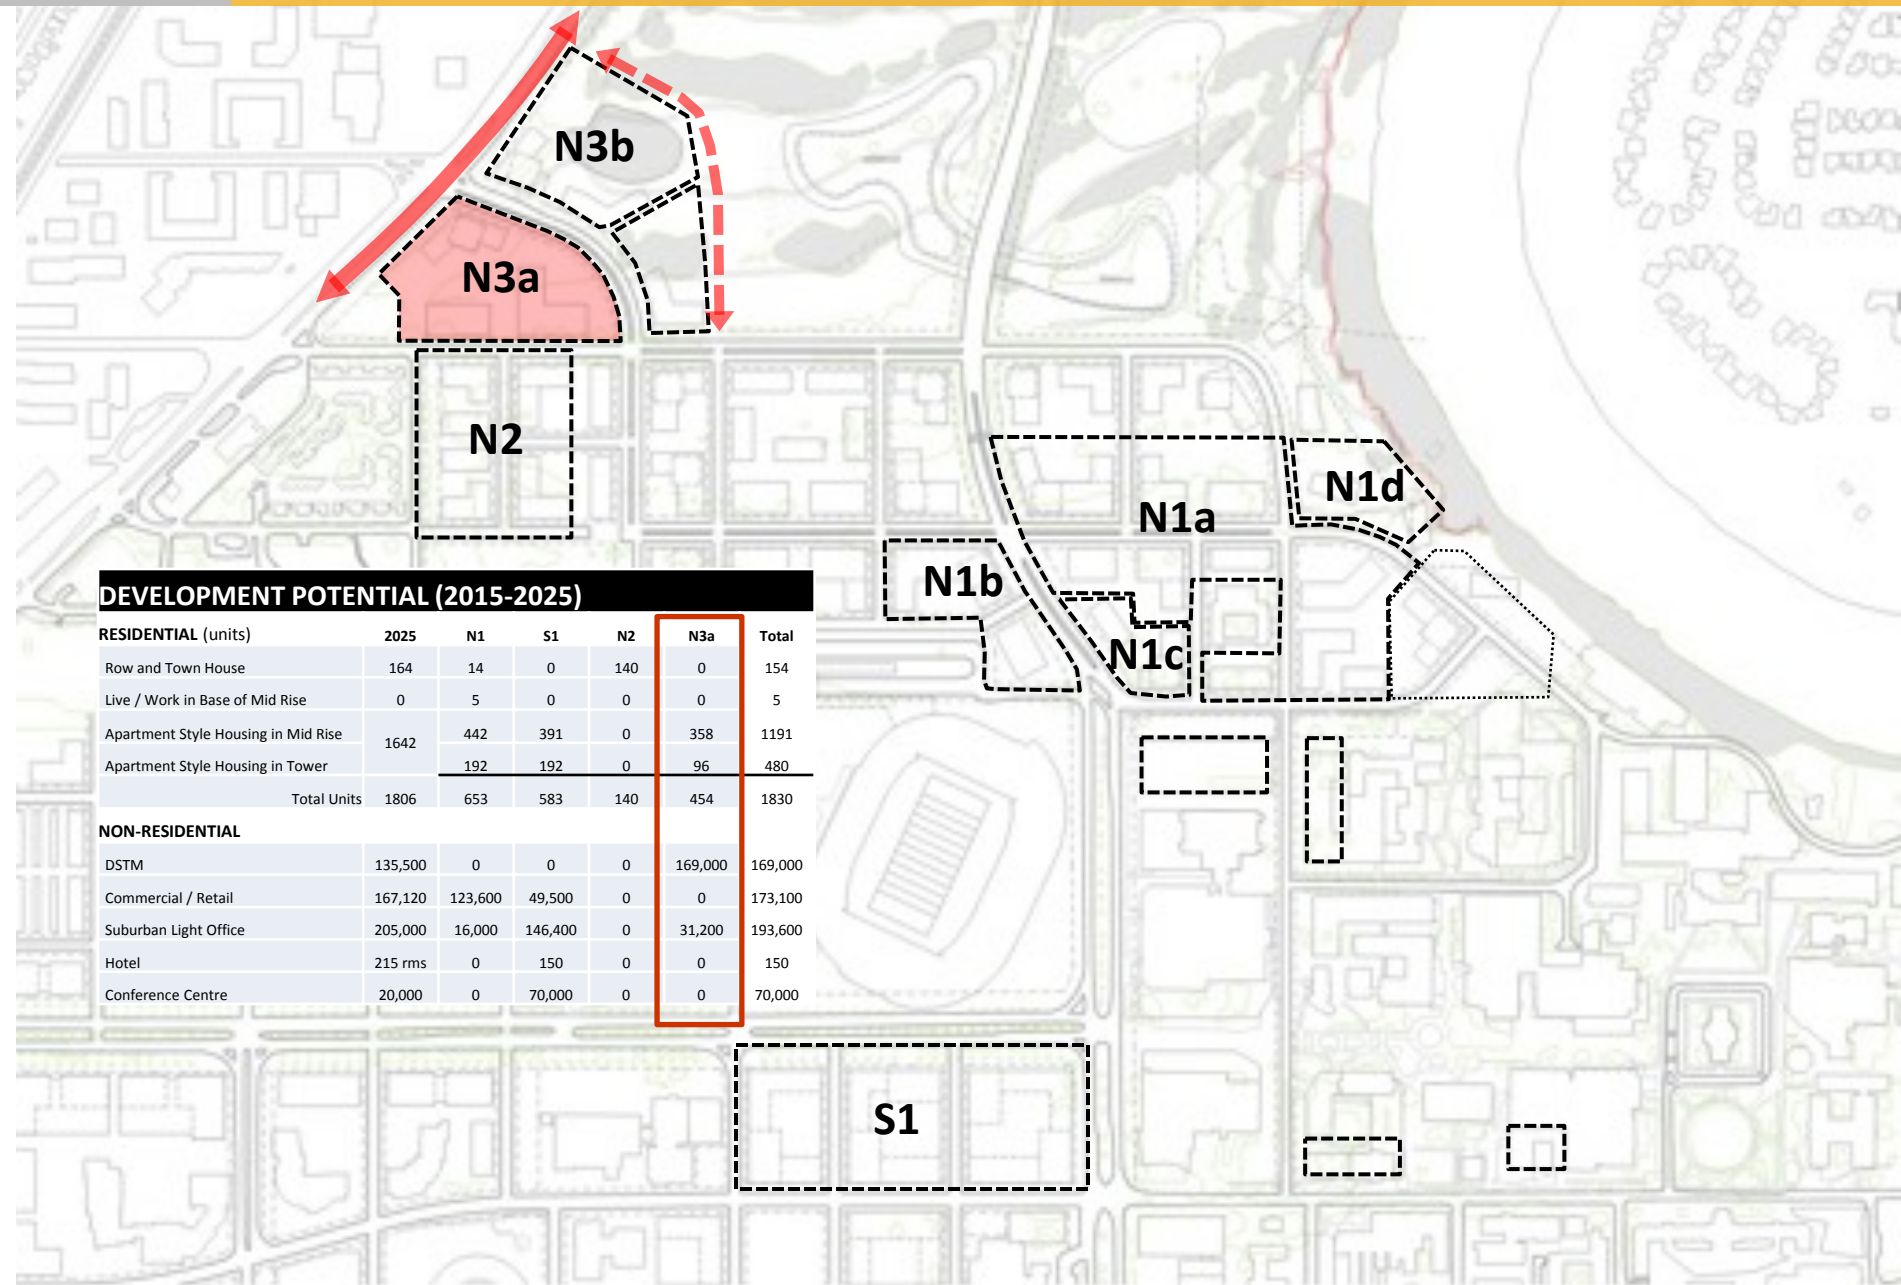 N3b
N3a
N2
N1d
N1a
N1b
N1c
DEVELOPMENT POTENTIAL (2015-2025)
RESIDENTIAL (units) 2025 N1 S1 N2 N3a Total
Row and Town House 164 14 0 140 0 154
Live / Work in Base of Mid Rise 0 5 0 0 0 5
Apartment Style Housing in Mid Rise 1642 442 391 0 358 1191
Apartment Style Housing in Tower 192 192 0 96 480
Total Units 1806 653 583 140 454 1830
NON-RESIDENTIAL
DSTM 135,500 0 0 0 169,000 169,000
Commercial / Retail 167,120 123,600 49,500 0 0 173,100
Suburban Light Office 205,000 16,000 146,400 0 31,200 193,600
Hotel 215 rms 0 150 0 0 150
Conference Centre 20,000 0 70,000 0 0 70,000
S1